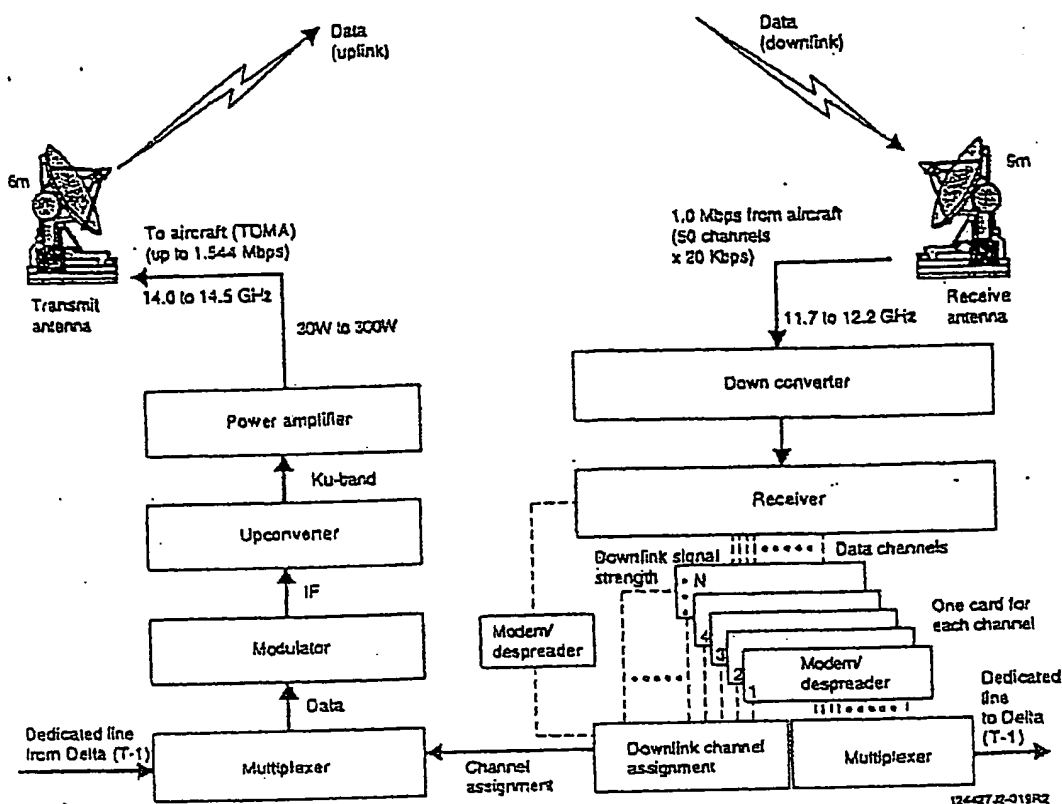 Data
(uplink)
Data
(downlink)
6m
9m
To aircraft (TDMA)
(up to 1.544 Mbps)
14.0 to 14.5 GHz
Transmit
antenna
20W to 300W
1.0 Mbps from aircraft
(50 channels
x 20 Kbps)
11.7 to 12.2 GHz
Receive
antenna
Power amplifier
Down converter
Ku-band
Receiver
Upconverter
Downlink signal
strength
Data channels
IF
N
One card for
each channel
Modulator
Modem/
despreader
4
3
2
1
Modem/
despreader
Data
Dedicated line
from Delta (T-1)
Multiplexer
Channel
assignment
Downlink channel
assignment
Multiplexer
Dedicated
line
to Delta
(T-1)